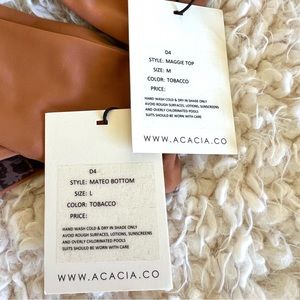 D4
STYLE: MAGGIE TOP
SIZE: M
COLOR: TOBACCO
PRICE:
HAND WASH COLD & DRY IN SHADE ONLY
AVOID ROUGH SURFACES, LOTIONS, SUNSCREENS
AND OVERLY CHLORINATED POOLS
SUITS SHOULD BE WORN WITH CARE
WWW.ACACIA.CO
D4
STYLE: MATEO BOTTOM
SIZE: L
COLOR: TOBACCO
PRICE:
HAND WASH COLD & DRY IN SHADE ONLY
AVOID ROUGH SURFACES, LOTIONS, SUNSCREENS
AND OVERLY CHLORINATED POOLS
SUITS SHOULD BE WORN WITH CARE
WWW.ACACIA.CO